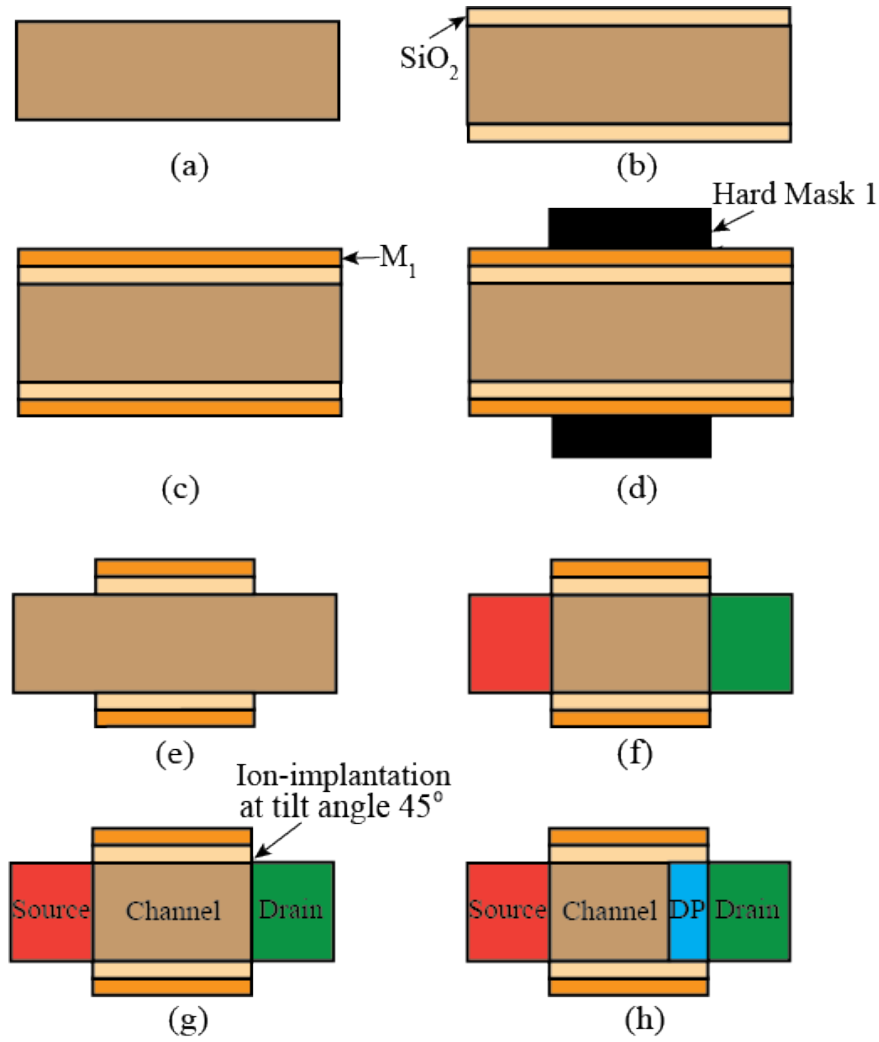 SiO₂
(a)
(b)
M₁
Hard Mask 1
(c)
(d)
(e)
(f)
Ion-implantation
at tilt angle 45°
Source
Channel
Drain
(g)
Source
Channel
DP
Drain
(h)